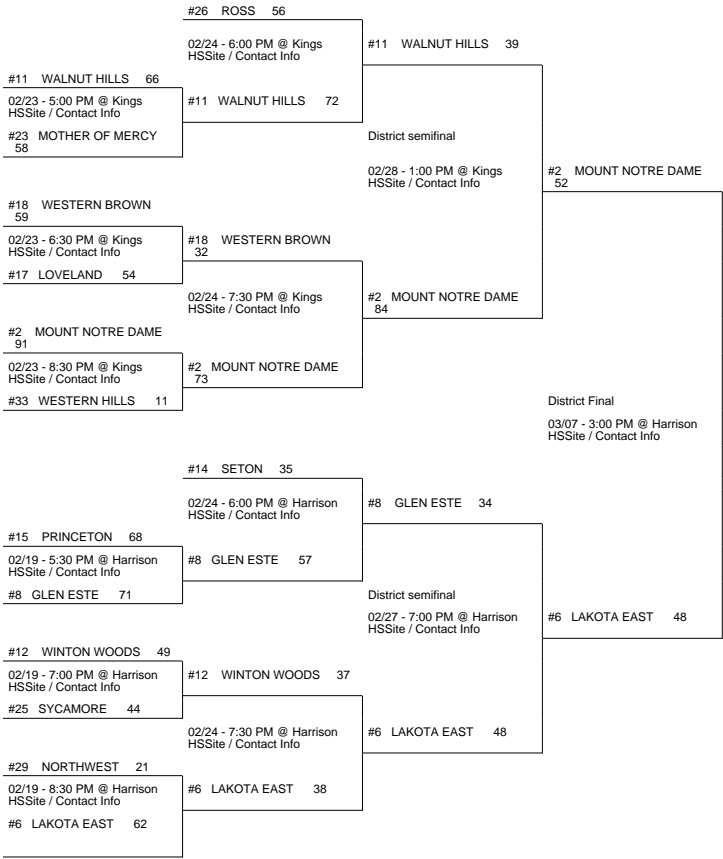 #26 ROSS 56
02/24 - 6:00 PM @ Kings
HSSite / Contact Info
#11 WALNUT HILLS 39
#11 WALNUT HILLS 66
02/23 - 5:00 PM @ Kings
HSSite / Contact Info
#11 WALNUT HILLS 72
#23 MOTHER OF MERCY
58
District semifinal
02/28 - 1:00 PM @ Kings
HSSite / Contact Info
#2 MOUNT NOTRE DAME
52
#18 WESTERN BROWN
59
02/23 - 6:30 PM @ Kings
HSSite / Contact Info
#18 WESTERN BROWN
32
#17 LOVELAND 54
02/24 - 7:30 PM @ Kings
HSSite / Contact Info
#2 MOUNT NOTRE DAME
84
#2 MOUNT NOTRE DAME
91
02/23 - 8:30 PM @ Kings
HSSite / Contact Info
#2 MOUNT NOTRE DAME
73
#33 WESTERN HILLS 11
District Final
03/07 - 3:00 PM @ Harrison
HSSite / Contact Info
#14 SETON 35
02/24 - 6:00 PM @ Harrison
HSSite / Contact Info
#8 GLEN ESTE 34
#15 PRINCETON 68
02/19 - 5:30 PM @ Harrison
HSSite / Contact Info
#8 GLEN ESTE 57
#8 GLEN ESTE 71
District semifinal
02/27 - 7:00 PM @ Harrison
HSSite / Contact Info
#6 LAKOTA EAST 48
#12 WINTON WOODS 49
02/19 - 7:00 PM @ Harrison
HSSite / Contact Info
#12 WINTON WOODS 37
#25 SYCAMORE 44
02/24 - 7:30 PM @ Harrison
HSSite / Contact Info
#6 LAKOTA EAST 48
#29 NORTHWEST 21
02/19 - 8:30 PM @ Harrison
HSSite / Contact Info
#6 LAKOTA EAST 38
#6 LAKOTA EAST 62